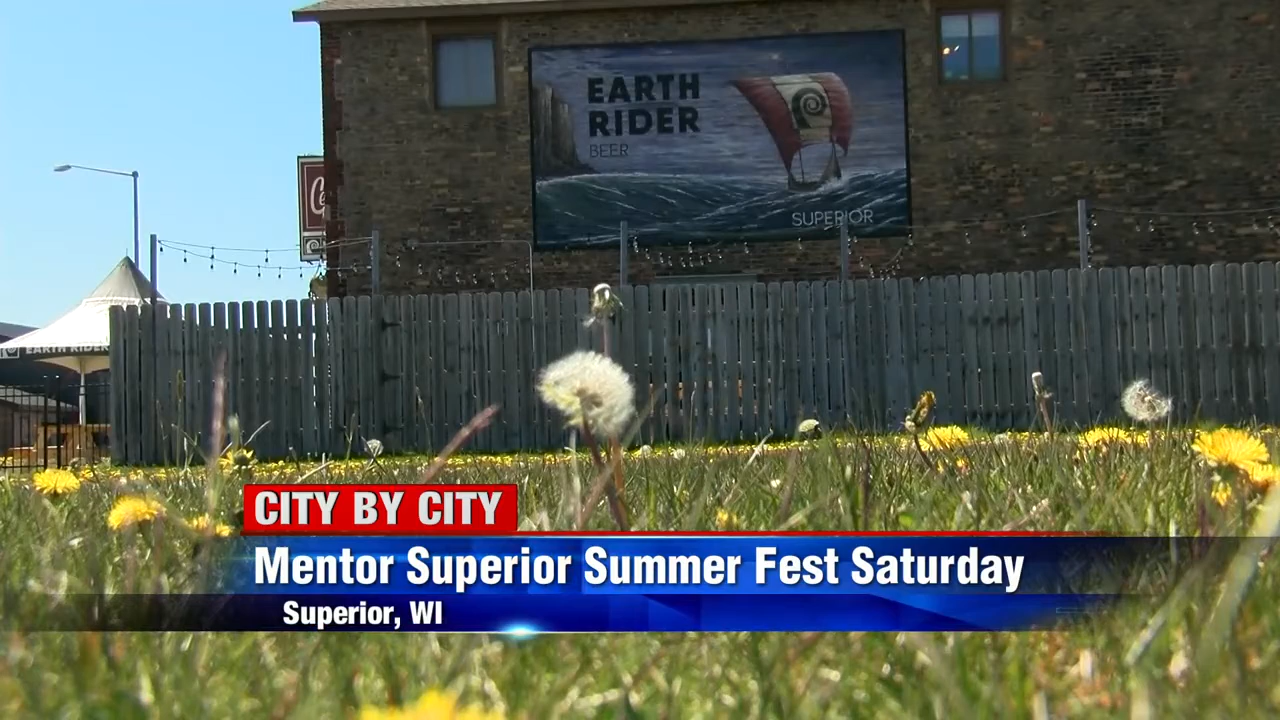 EARTH
RIDER
BEER
SUPERIOR
EARTH RIDER
CITY BY CITY
Mentor Superior Summer Fest Saturday
Superior, WI